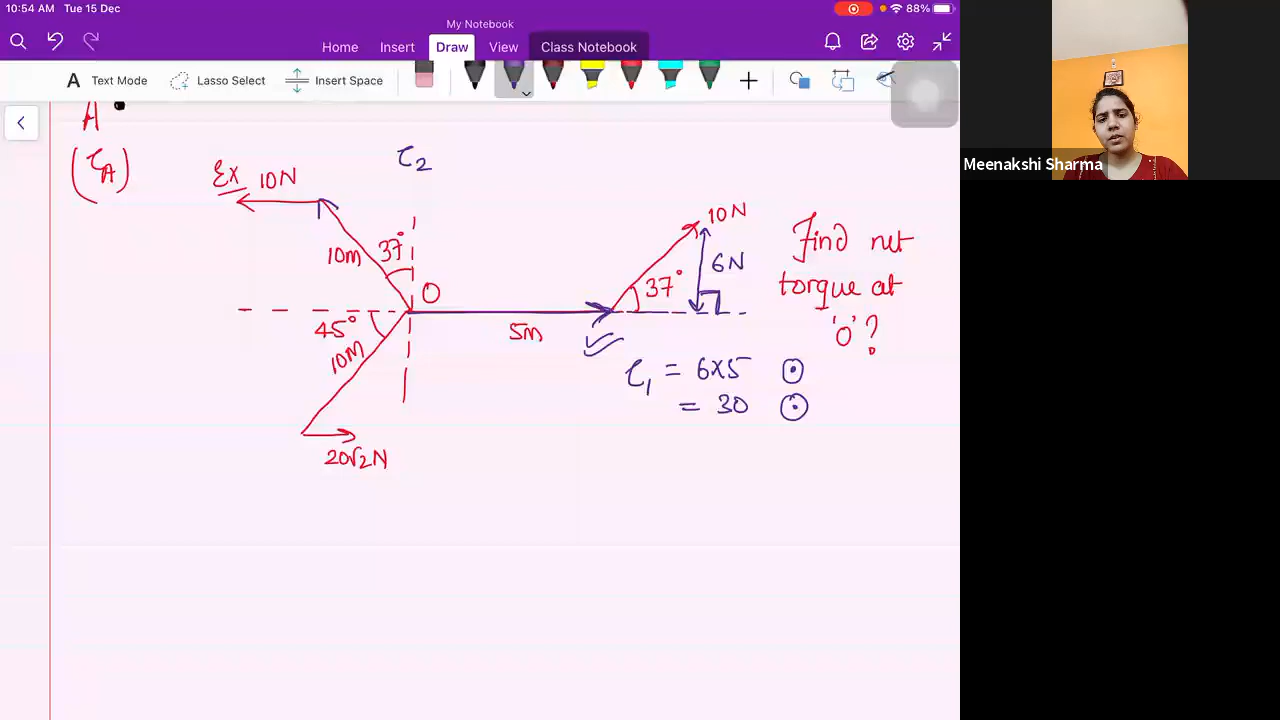 10:54 AM Tue 15 Dec
88%
My Notebook
Home Insert Draw View Class Notebook
A Text Mode Lasso Select Insert Space
A
(τA)
τ2
Ex 10N
10m
37°
O
45°
10M
20√2N
5m
10N
6N
37°
Find net
torque at
'O'?
τ1 = 6x5
= 30
Meenakshi Sharma